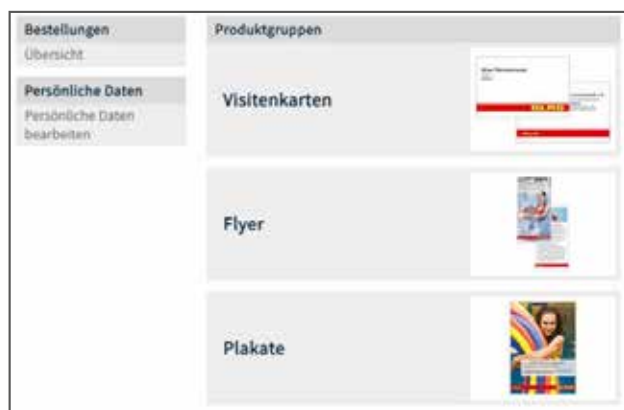 Bestellungen
Übersicht
Persönliche Daten
Persönliche Daten
bearbeiten
Produktgruppen
Visitenkarten
Flyer
Plakate